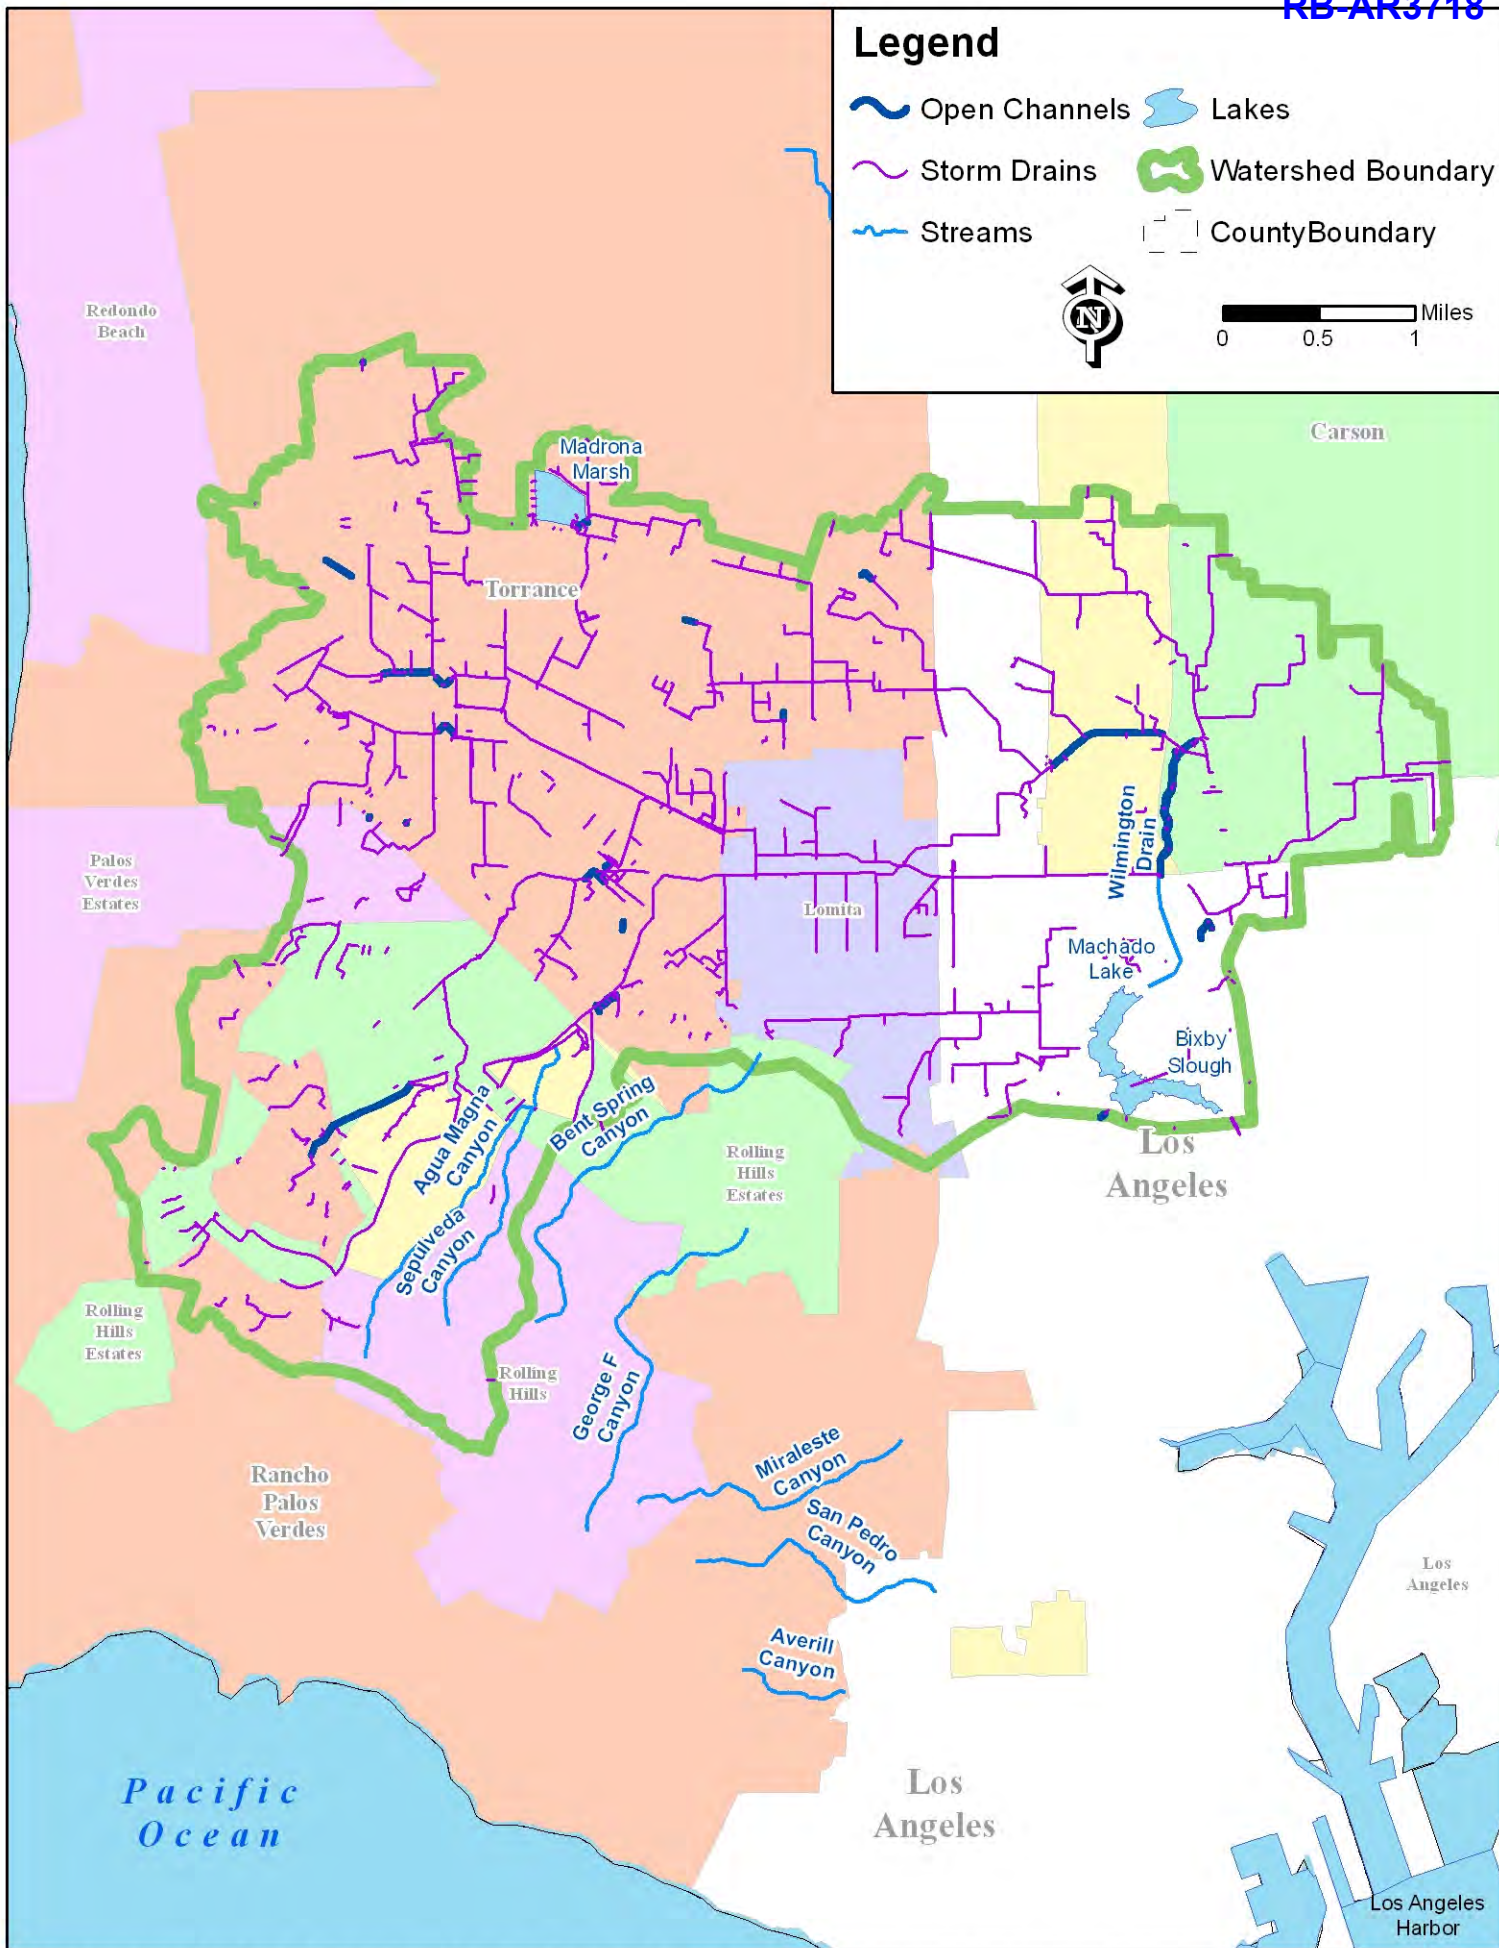 RB-AR3718
Legend
Open Channels
Lakes
Storm Drains
Watershed Boundary
Streams
CountyBoundary
N
Miles
0 0.5 1
Redondo
Beach
Carson
Madrona
Marsh
Torrance
Palos
Verdes
Estates
Lomita
Wilmington
Drain
Machado
Lake
Bixby
Slough
Agua Magna
Canyon
Bent Spring
Canyon
Los
Angeles
Rolling
Hills
Estates
Sepulveda
Canyon
Rolling
Hills
Estates
Rolling
Hills
George F
Canyon
Miraleste
Canyon
Rancho
Palos
Verdes
San Pedro
Canyon
Los
Angeles
Averill
Canyon
Pacific
Ocean
Los
Angeles
Los Angeles
Harbor